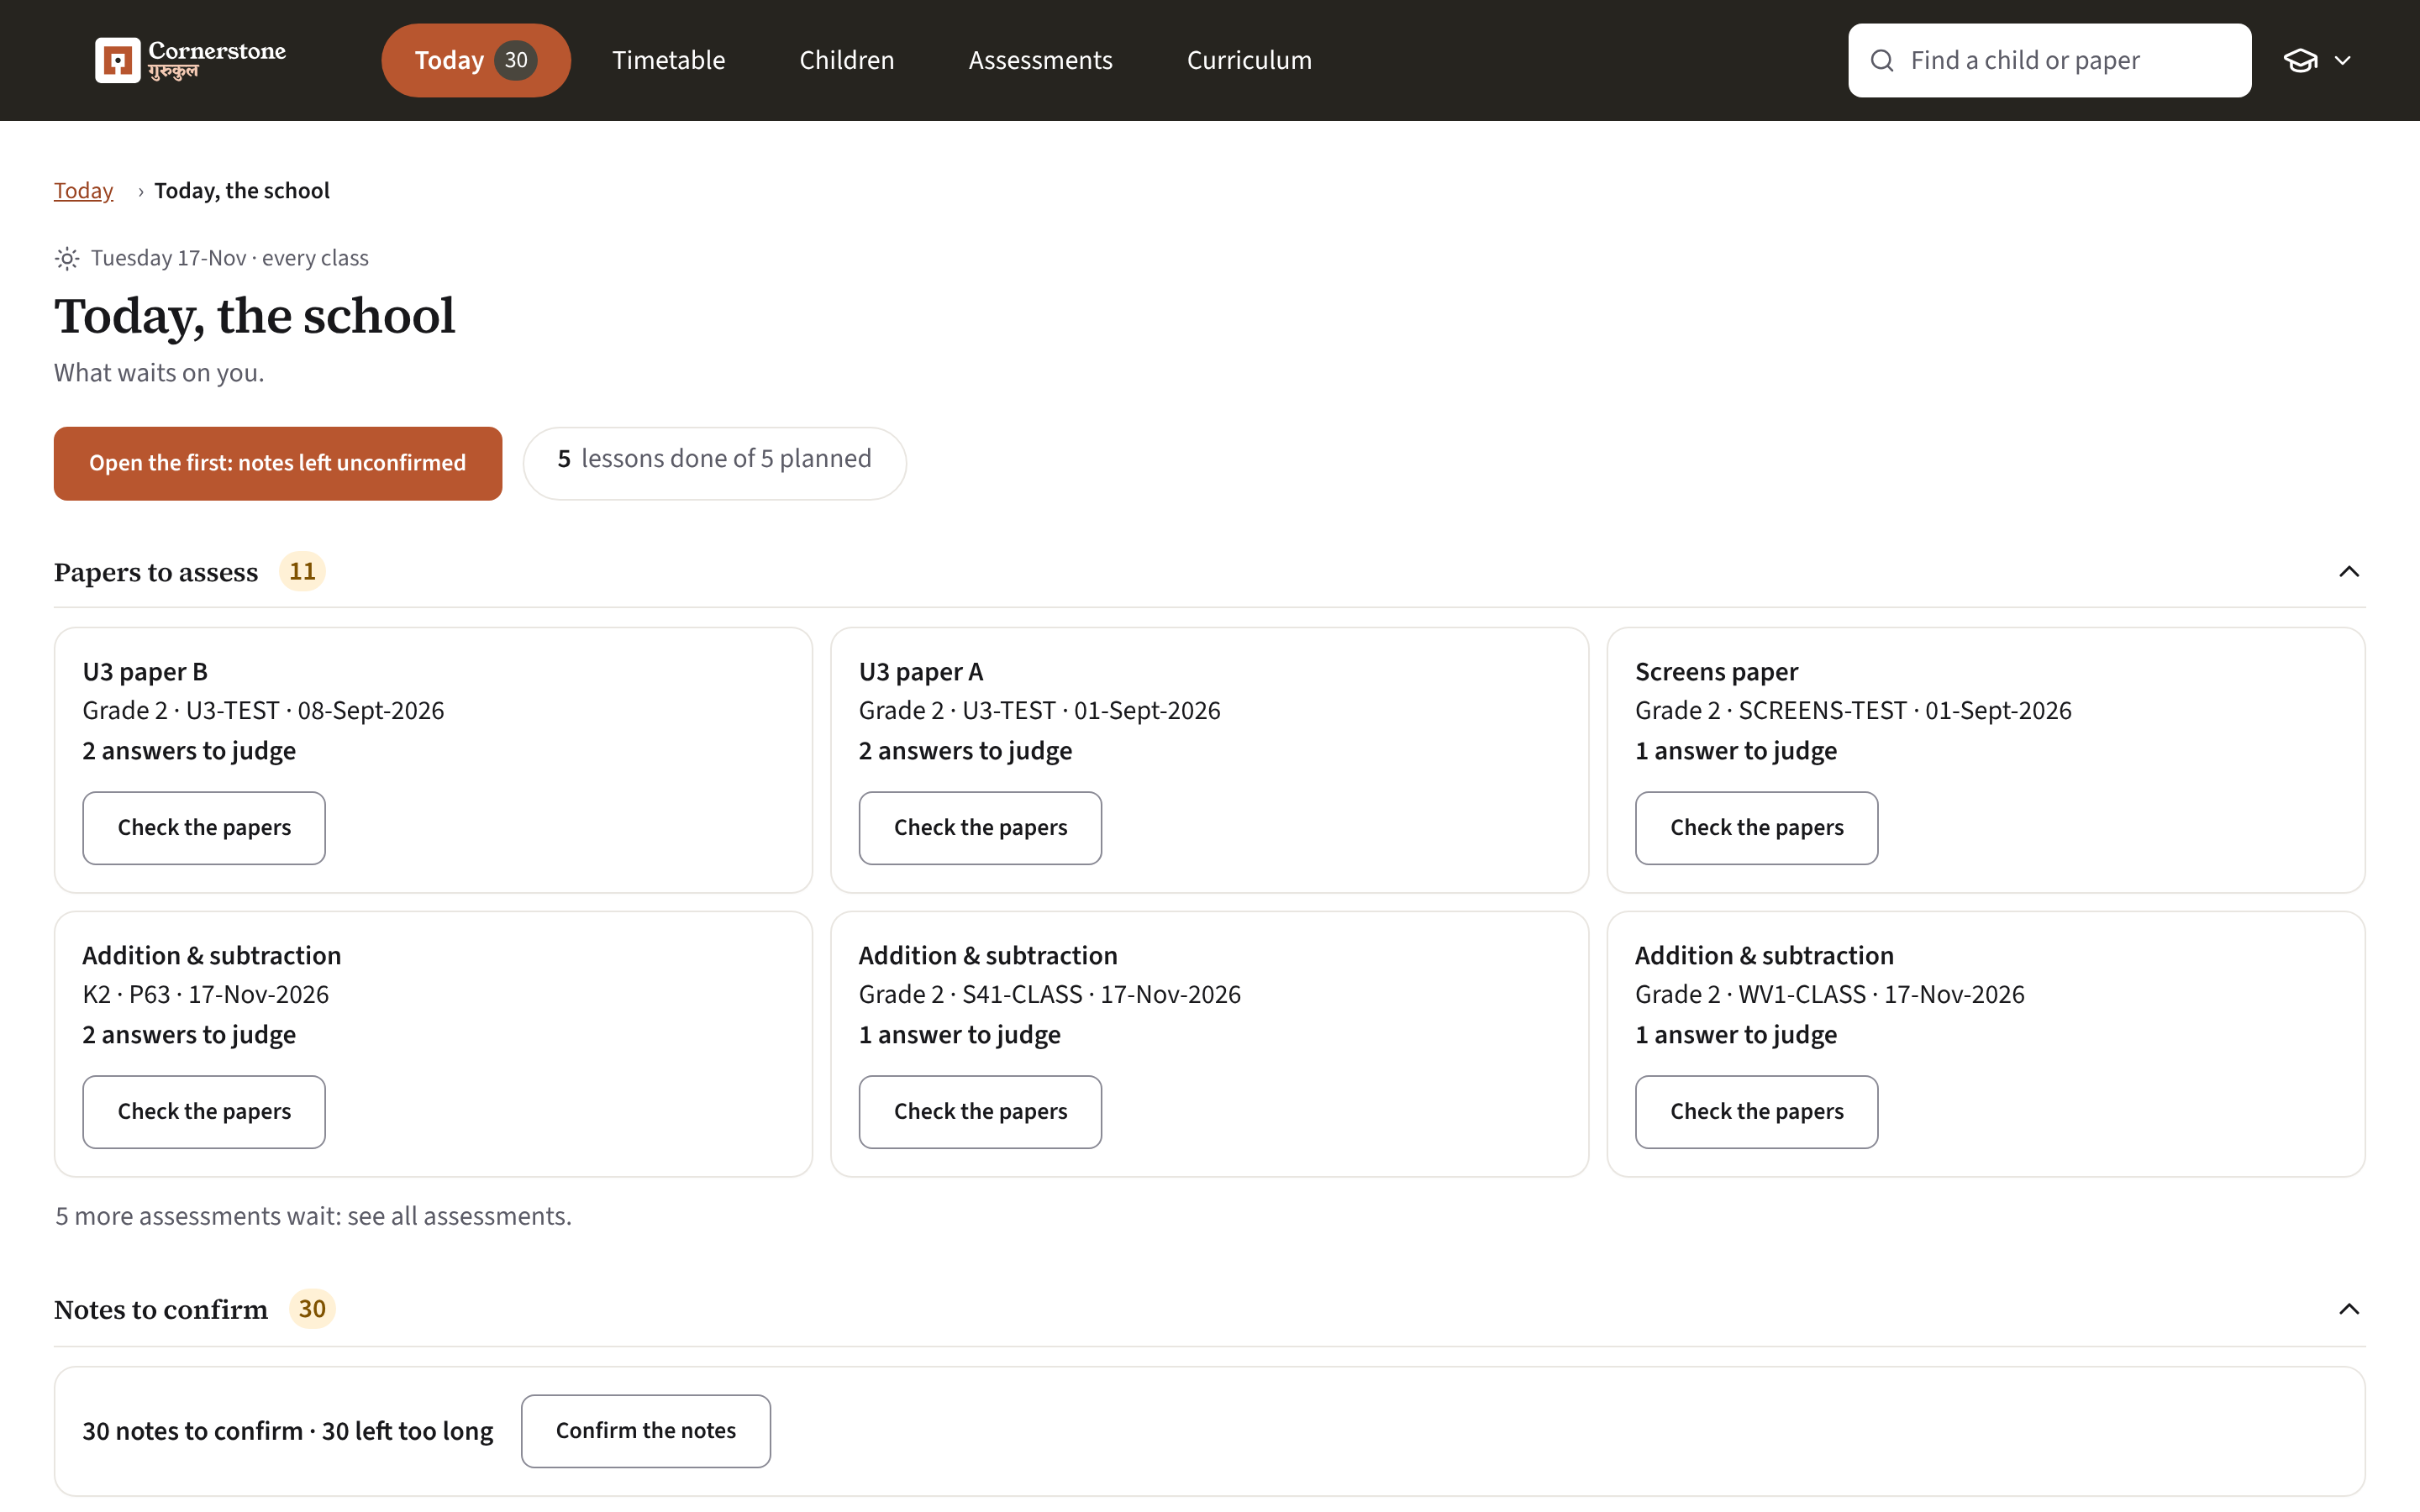 Cornerstone
गुरुकुल
Today 30
Timetable
Children
Assessments
Curriculum
Find a child or paper
Today › Today, the school
Tuesday 17-Nov · every class
Today, the school
What waits on you.
Open the first: notes left unconfirmed
5 lessons done of 5 planned
Papers to assess 11
U3 paper B
Grade 2 · U3-TEST · 08-Sept-2026
2 answers to judge
Check the papers
U3 paper A
Grade 2 · U3-TEST · 01-Sept-2026
2 answers to judge
Check the papers
Screens paper
Grade 2 · SCREENS-TEST · 01-Sept-2026
1 answer to judge
Check the papers
Addition & subtraction
K2 · P63 · 17-Nov-2026
2 answers to judge
Check the papers
Addition & subtraction
Grade 2 · S41-CLASS · 17-Nov-2026
1 answer to judge
Check the papers
Addition & subtraction
Grade 2 · WV1-CLASS · 17-Nov-2026
1 answer to judge
Check the papers
5 more assessments wait: see all assessments.
Notes to confirm 30
30 notes to confirm · 30 left too long
Confirm the notes